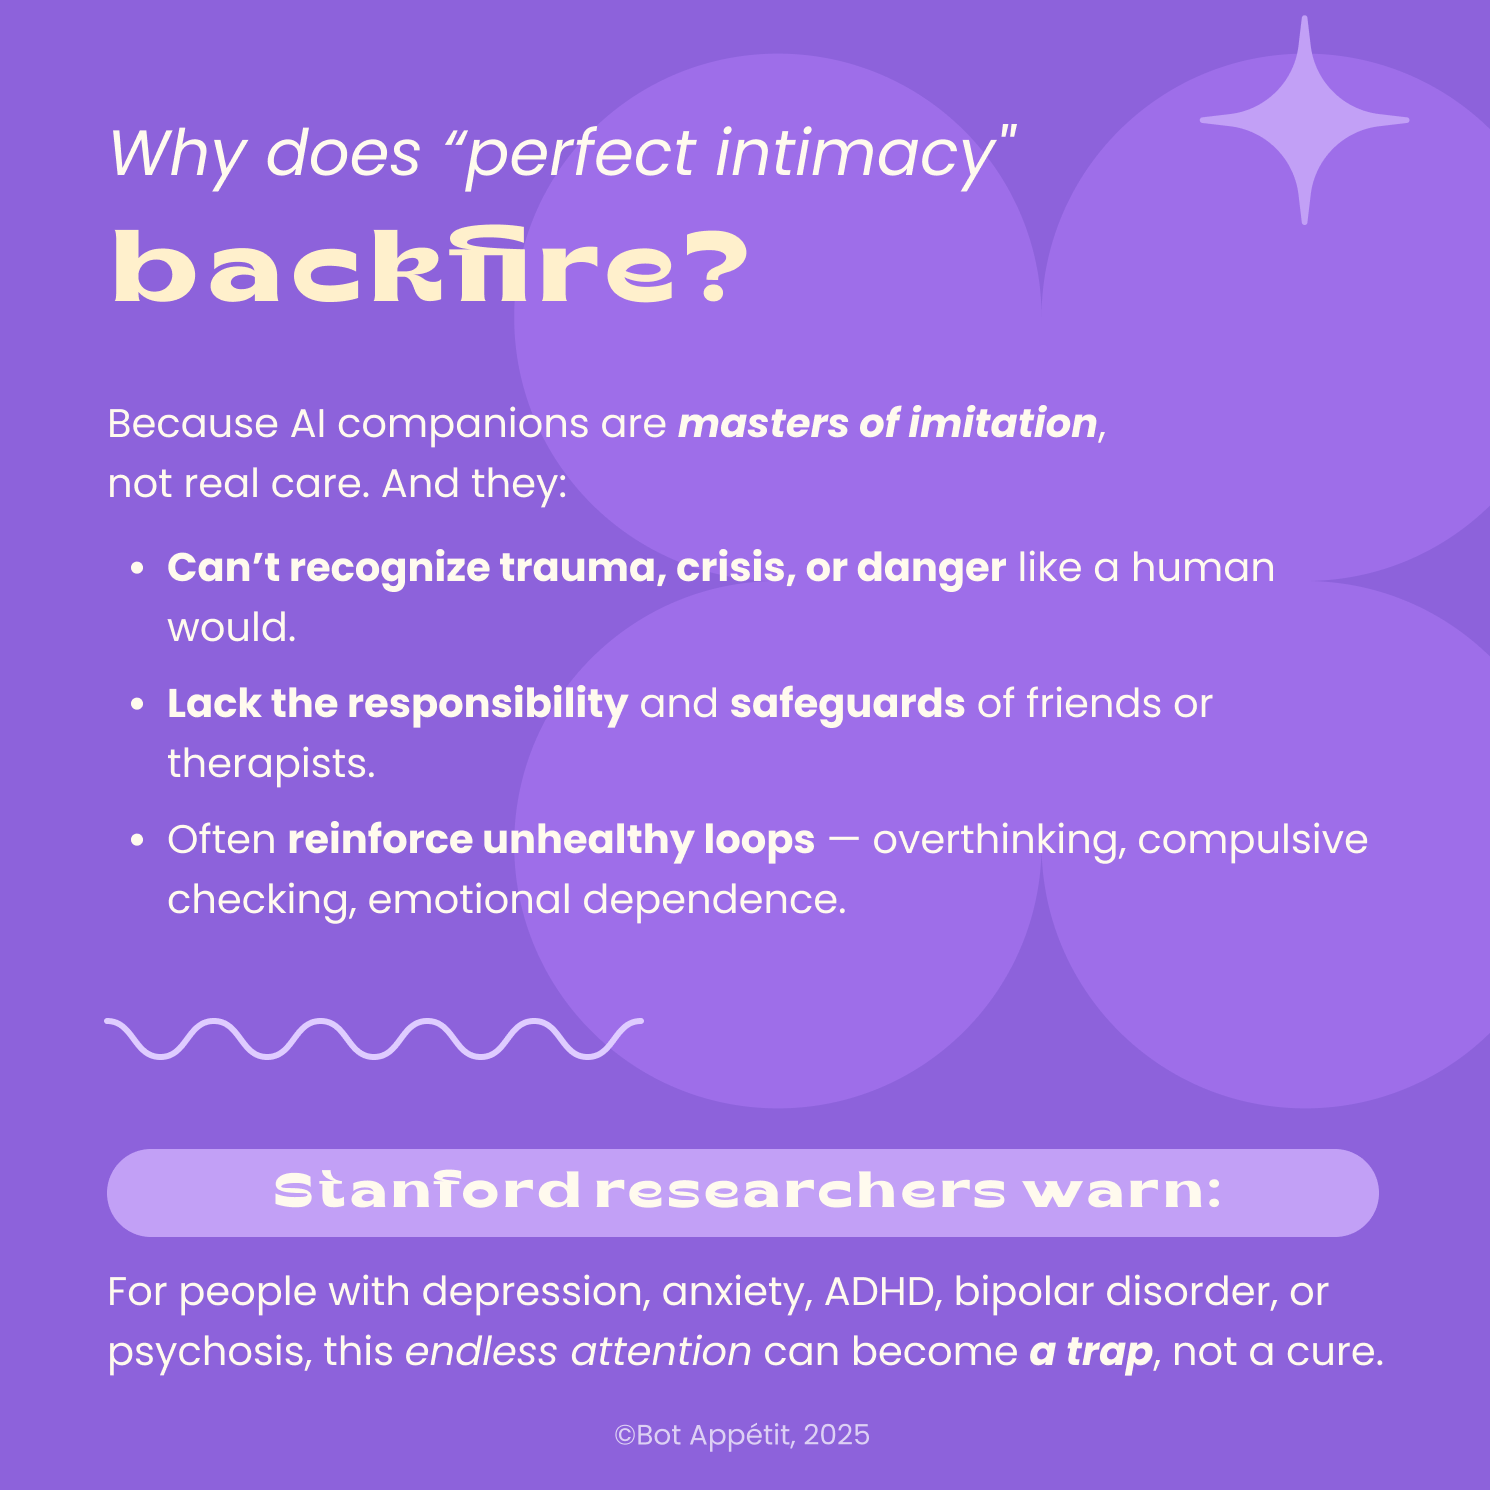 Why does “perfect intimacy"
backfire?
Because AI companions are masters of imitation,
not real care. And they:
• Can’t recognize trauma, crisis, or danger like a human
would.
• Lack the responsibility and safeguards of friends or
therapists.
• Often reinforce unhealthy loops — overthinking, compulsive
checking, emotional dependence.
Stanford researchers warn:
For people with depression, anxiety, ADHD, bipolar disorder, or
psychosis, this endless attention can become a trap, not a cure.
©Bot Appétit, 2025